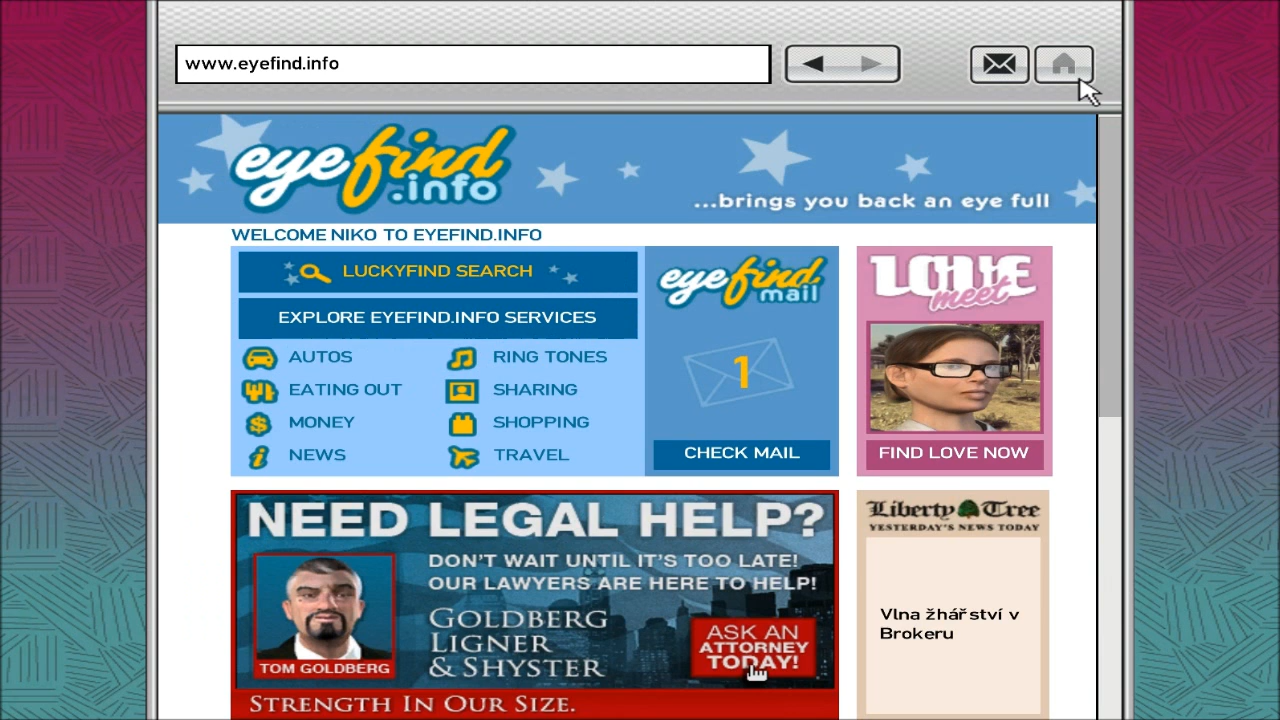 www.eyefind.info
eyefind
.info
...brings you back an eye full
WELCOME NIKO TO EYEFIND.INFO
LUCKYFIND SEARCH
EXPLORE EYEFIND.INFO SERVICES
AUTOS
RING TONES
EATING OUT
SHARING
MONEY
SHOPPING
NEWS
TRAVEL
eyefind
mail
1
CHECK MAIL
LOVE
meet
FIND LOVE NOW
NEED LEGAL HELP?
DON'T WAIT UNTIL IT'S TOO LATE!
OUR LAWYERS ARE HERE TO HELP!
GOLDBERG
LIGNER
& SHYSTER
TOM GOLDBERG
ASK AN
ATTORNEY
TODAY!
STRENGTH IN OUR SIZE.
Liberty Tree
YESTERDAY'S NEWS TODAY
Vlna žhářství v
Brokeru